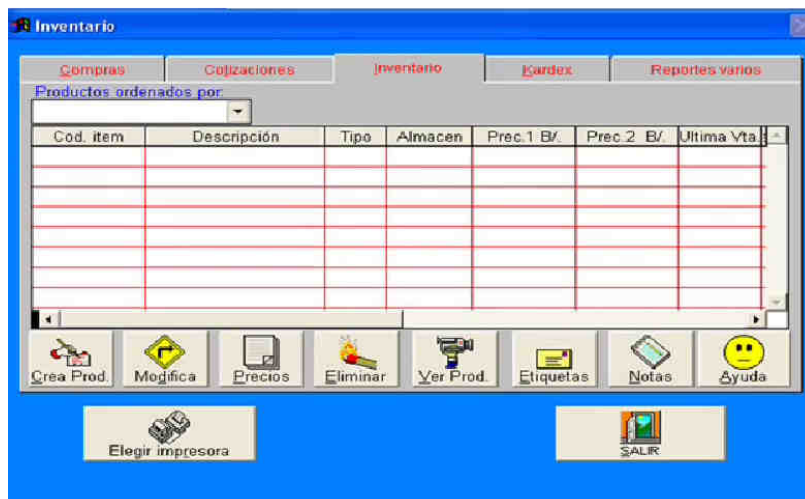 Inventario
Compras Cotizaciones Inventario Kardex Reportes varios
Productos ordenados por:
Cod. item Descripción Tipo Almacen Prec.1 B/. Prec.2 B/. Ultima Vta.
Crea Prod. Modifica Precios Eliminar Ver Prod. Etiquetas Notas Ayuda
Elegir impresora SALIR